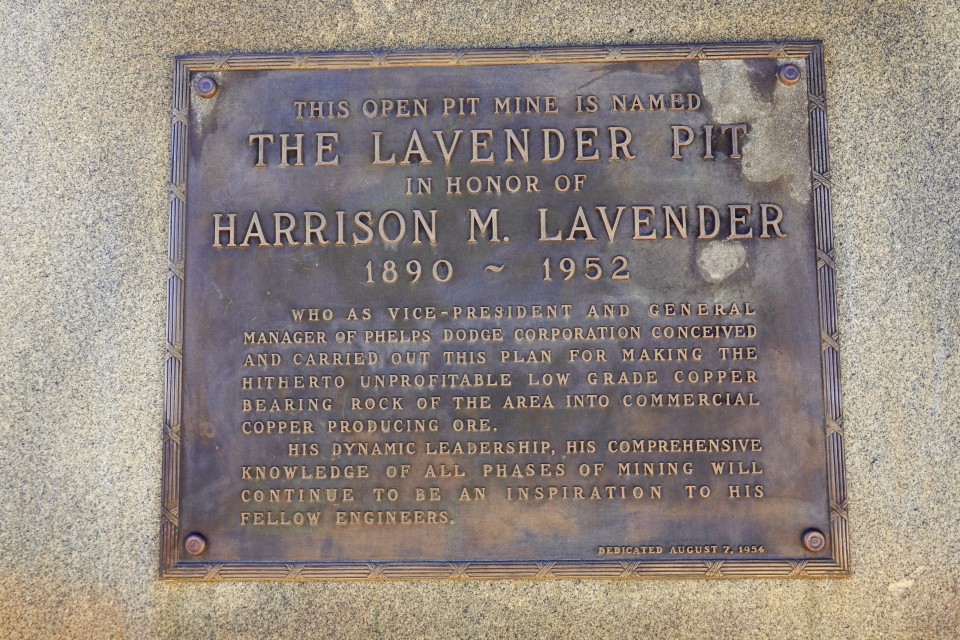 THIS OPEN PIT MINE IS NAMED
THE LAVENDER PIT
IN HONOR OF
HARRISON M. LAVENDER
1890 ~ 1952
WHO AS VICE-PRESIDENT AND GENERAL
MANAGER OF PHELPS DODGE CORPORATION CONCEIVED
AND CARRIED OUT THIS PLAN FOR MAKING THE
HITHERTO UNPROFITABLE LOW GRADE COPPER
BEARING ROCK OF THE AREA INTO COMMERCIAL
COPPER PRODUCING ORE.
HIS DYNAMIC LEADERSHIP, HIS COMPREHENSIVE
KNOWLEDGE OF ALL PHASES OF MINING WILL
CONTINUE TO BE AN INSPIRATION TO HIS
FELLOW ENGINEERS.
DEDICATED AUGUST 7, 1954